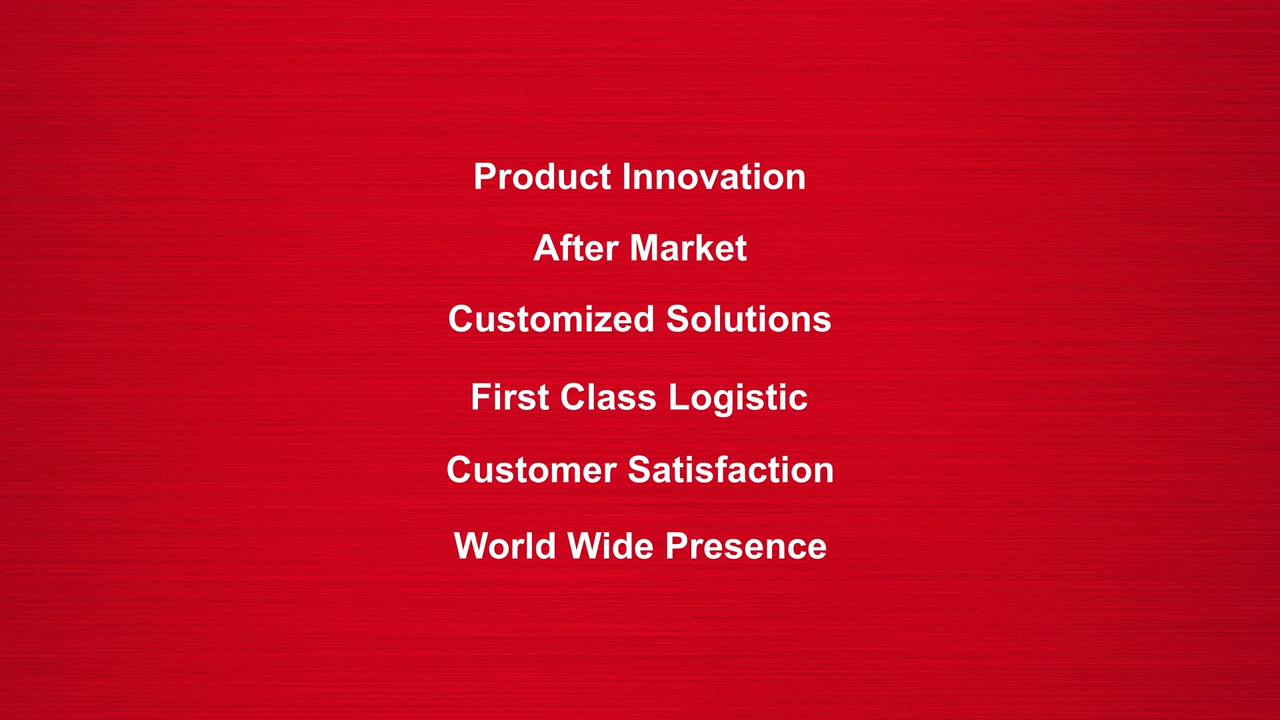 Product Innovation
After Market
Customized Solutions
First Class Logistic
Customer Satisfaction
World Wide Presence